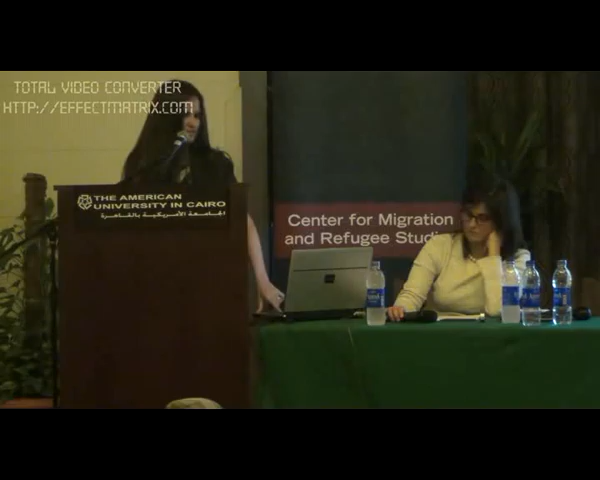 TOTAL VIDEO CONVERTER
HTTP://EFFECTMATRIX.COM
THE AMERICAN
UNIVERSITY IN CAIRO
الجامعة الأمريكية بالقاهرة
Center for Migration
and Refugee